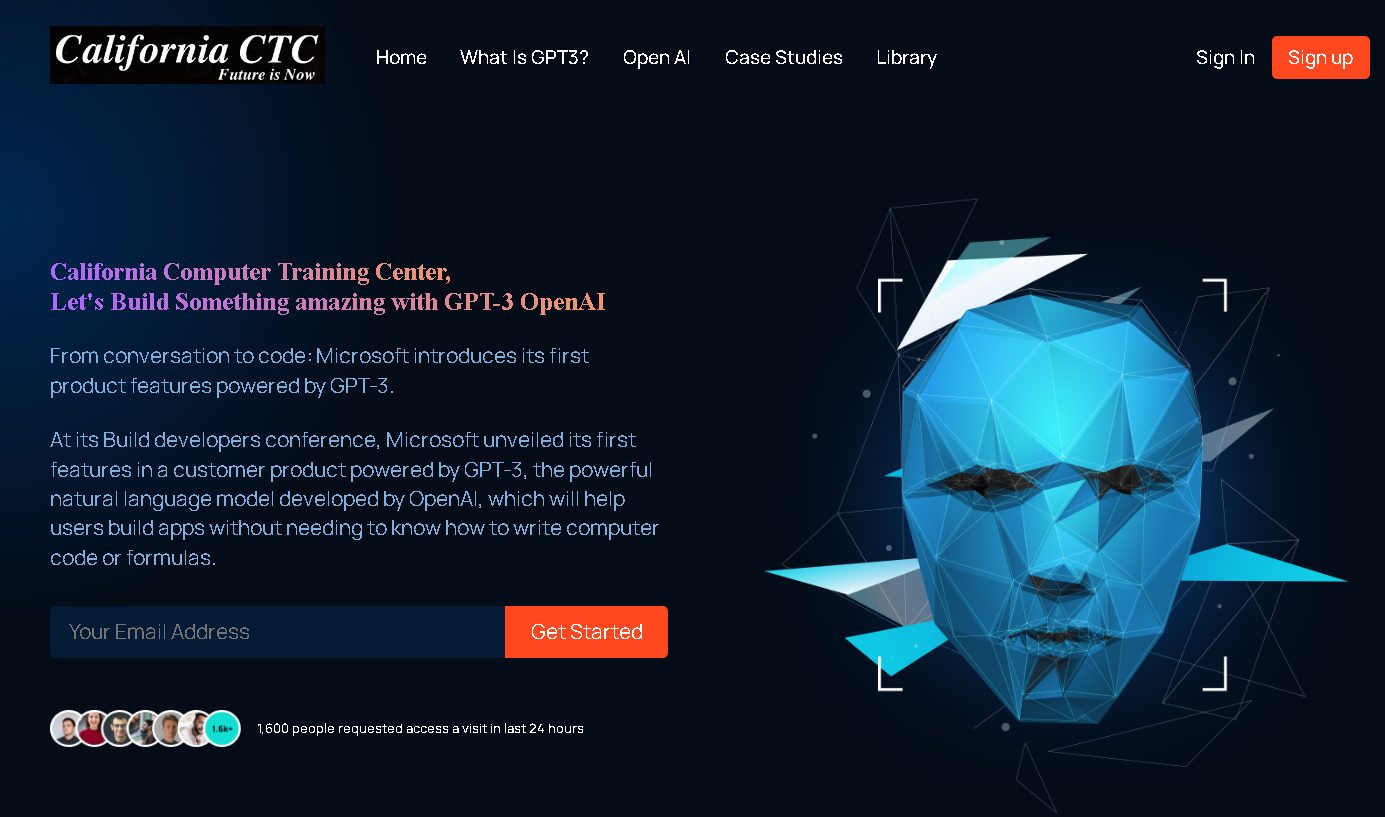 California CTC
Future is Now
Home
What Is GPT3?
Open AI
Case Studies
Library
Sign In
Sign up
California Computer Training Center,
Let's Build Something amazing with GPT-3 OpenAI
From conversation to code: Microsoft introduces its first
product features powered by GPT-3.
At its Build developers conference, Microsoft unveiled its first
features in a customer product powered by GPT-3, the powerful
natural language model developed by OpenAI, which will help
users build apps without needing to know how to write computer
code or formulas.
Your Email Address
Get Started
1.6k+
1,600 people requested access a visit in last 24 hours